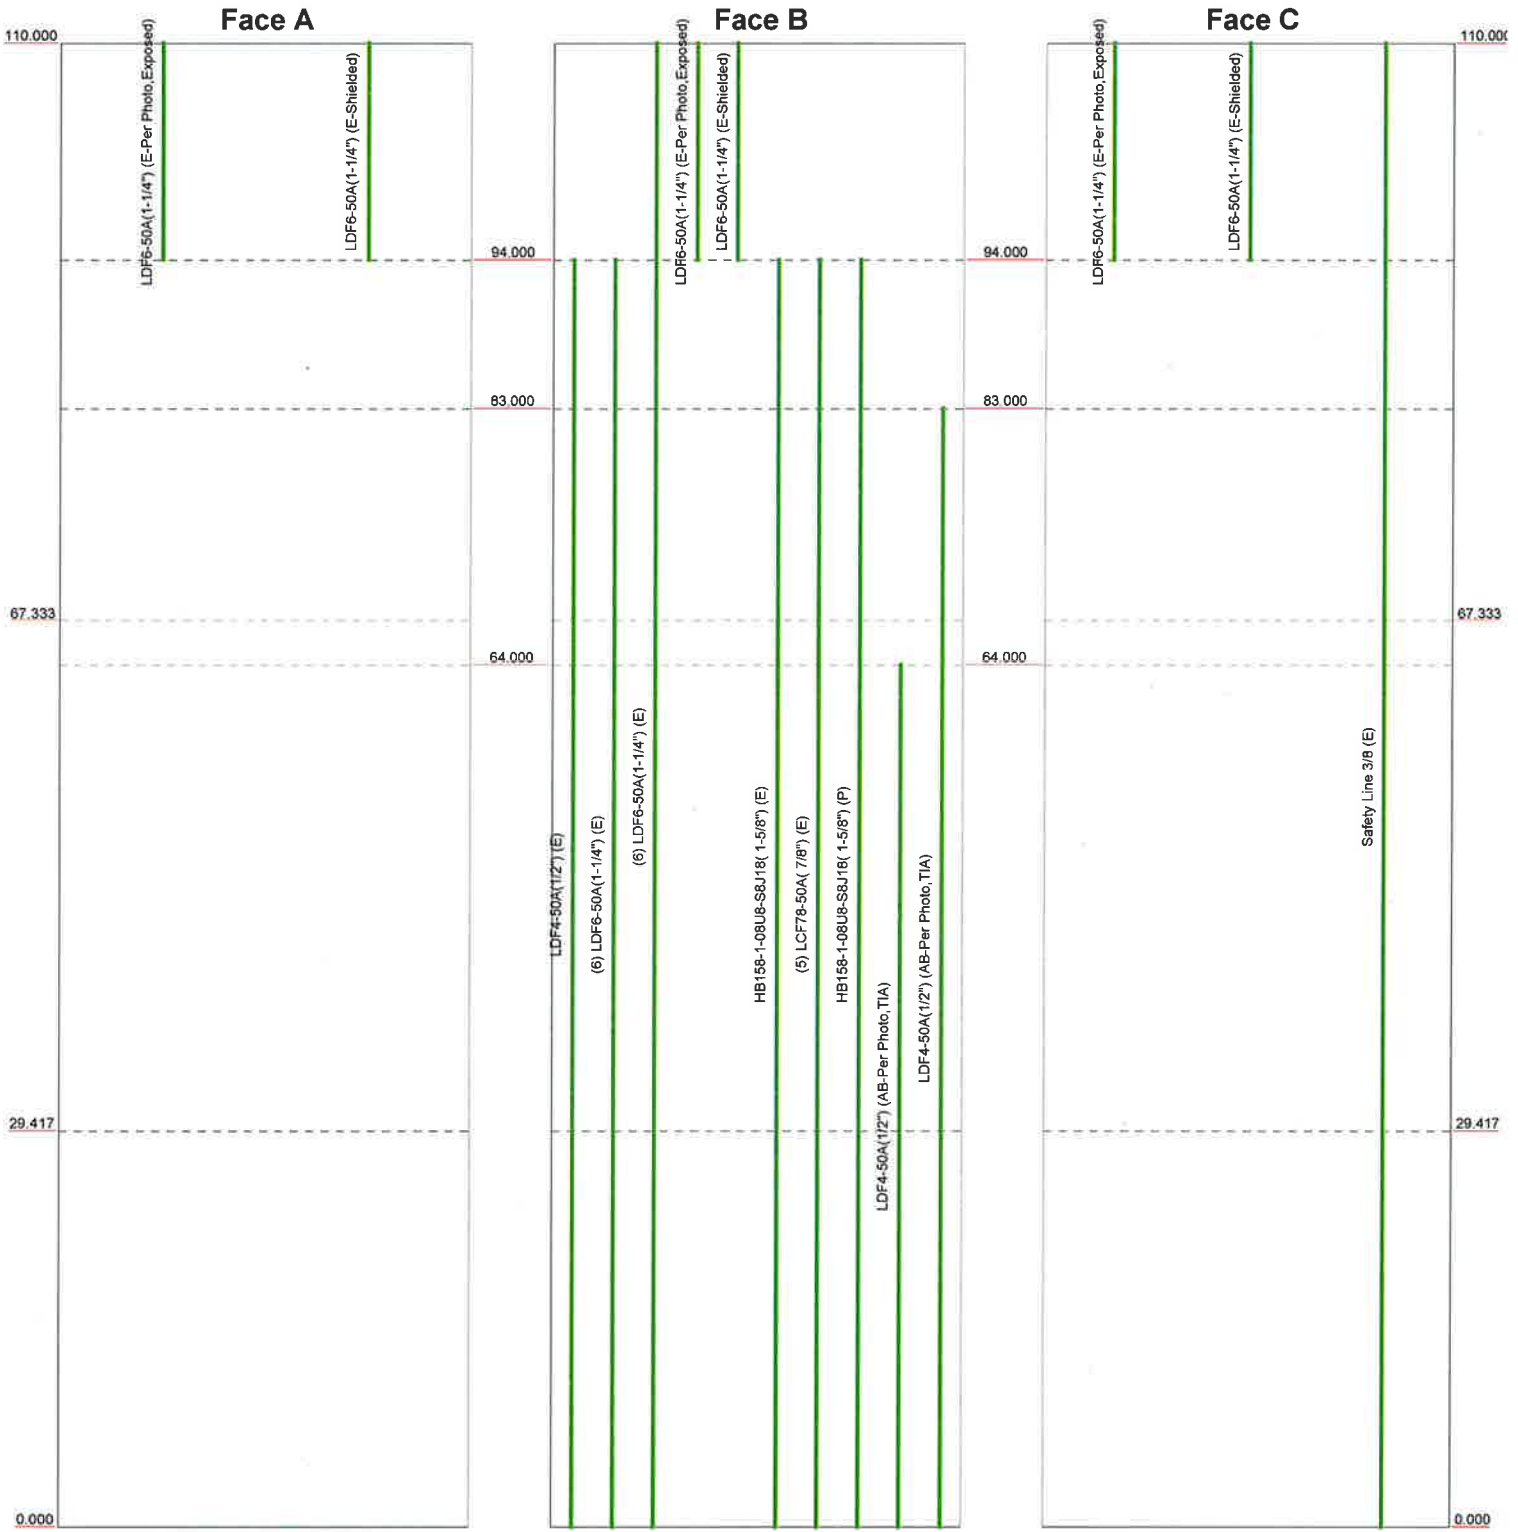 Face A
Face B
Face C
110.000
110.00
LDF6-50A(1-1/4") (E-Per Photo,Exposed)
LDF6-50A(1-1/4") (E-Shielded)
LDF6-50A(1-1/4") (E-Per Photo,Exposed)
LDF6-50A(1-1/4") (E-Shielded)
LDF6-50A(1-1/4") (E-Per Photo,Exposed)
LDF6-50A(1-1/4") (E-Shielded)
94.000
94.000
83.000
83.000
67.333
67.333
64.000
64.000
LDF4-50A(1/2") (E)
(6) LDF6-50A(1-1/4") (E)
(6) LDF6-50A(1-1/4") (E)
HB158-1-08U8-S8J18( 1-5/8") (E)
(5) LCF78-50A( 7/8") (E)
HB158-1-08U8-S8J18( 1-5/8") (P)
LDF4-50A(1/2") (AB-Per Photo,TIA)
LDF4-50A(1/2") (AB-Per Photo,TIA)
Safety Line 3/8 (E)
29.417
29.417
0.000
0.000